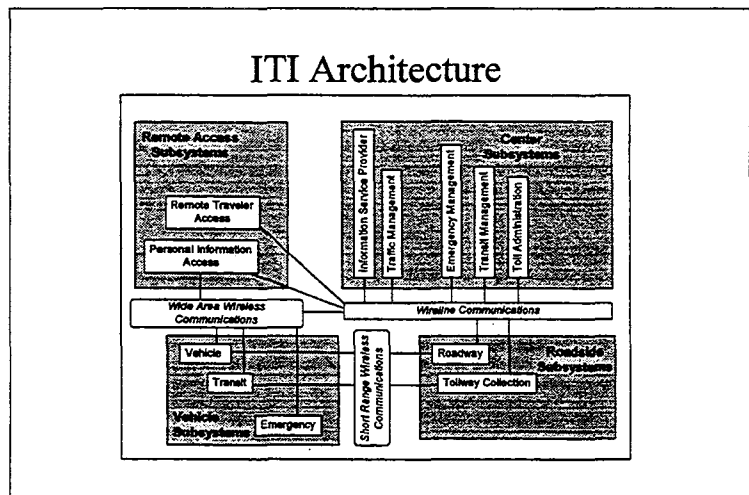 ITI Architecture
Remote Access
Subsystems
Remote Traveler
Access
Personal Information
Access
Center
Subsystems
Information Service Provider
Traffic Management
Emergency Management
Transit Management
Toll Administration
Wide Area Wireless
Communications
Wireline Communications
Vehicle
Transit
Emergency
Vehicle
Subsystems
Short Range Wireless
Communications
Roadway
Tollway Collection
Roadside
Subsystems